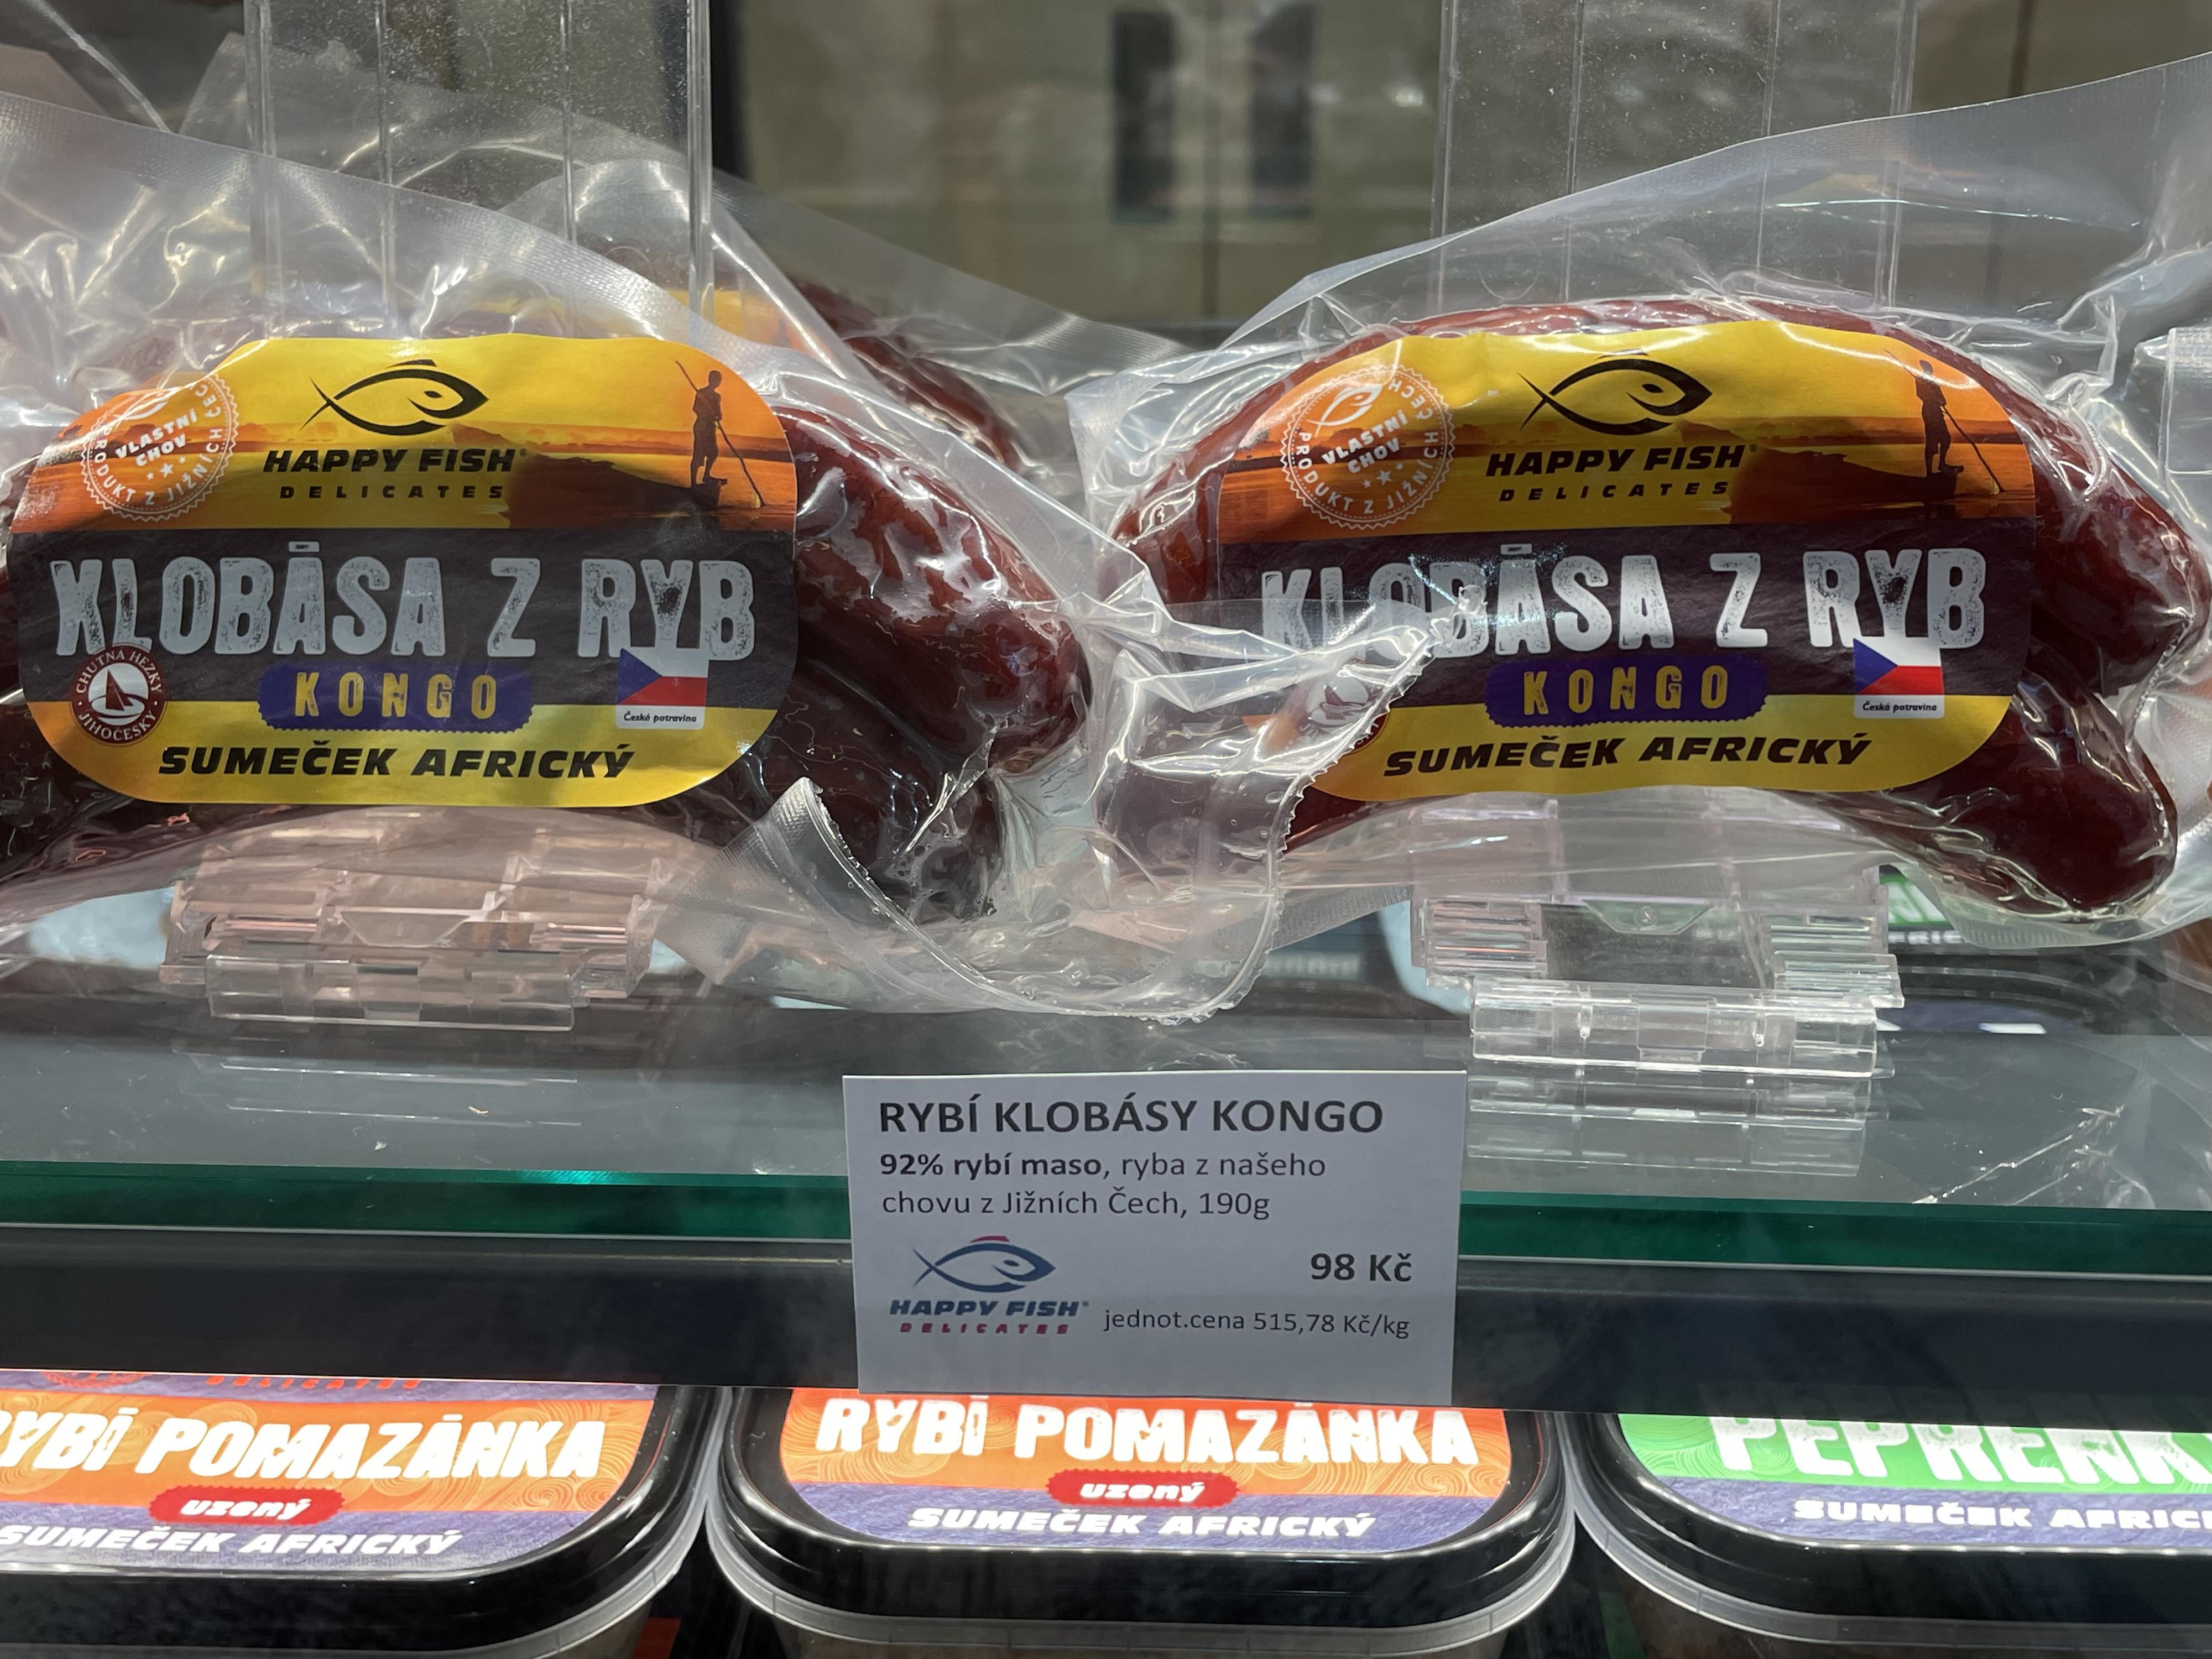 VLASTNÍ
CHOV
PRODUKT Z JIŽNÍCH ČECH
HAPPY FISH®
DELICATES
KLOBÁSA Z RYB
KONGO
CHUTNÁ HEZKY
JIHOČESKY
Česká potravina
SUMEČEK AFRICKÝ
VLASTNÍ
CHOV
PRODUKT Z JIŽNÍCH ČECH
HAPPY FISH®
DELICATES
KLOBÁSA Z RYB
KONGO
Česká potravina
SUMEČEK AFRICKÝ
RYBÍ KLOBÁSY KONGO
92% rybí maso, ryba z našeho
chovu z Jižních Čech, 190g
98 Kč
HAPPY FISH®
DELICATES
jednot.cena 515,78 Kč/kg
DELICATES
RYBÍ POMAZÁNKA
uzený
SUMEČEK AFRICKÝ
RYBÍ POMAZÁNKA
uzený
SUMEČEK AFRICKÝ
PEPŘENK
SUMEČEK AFRIC